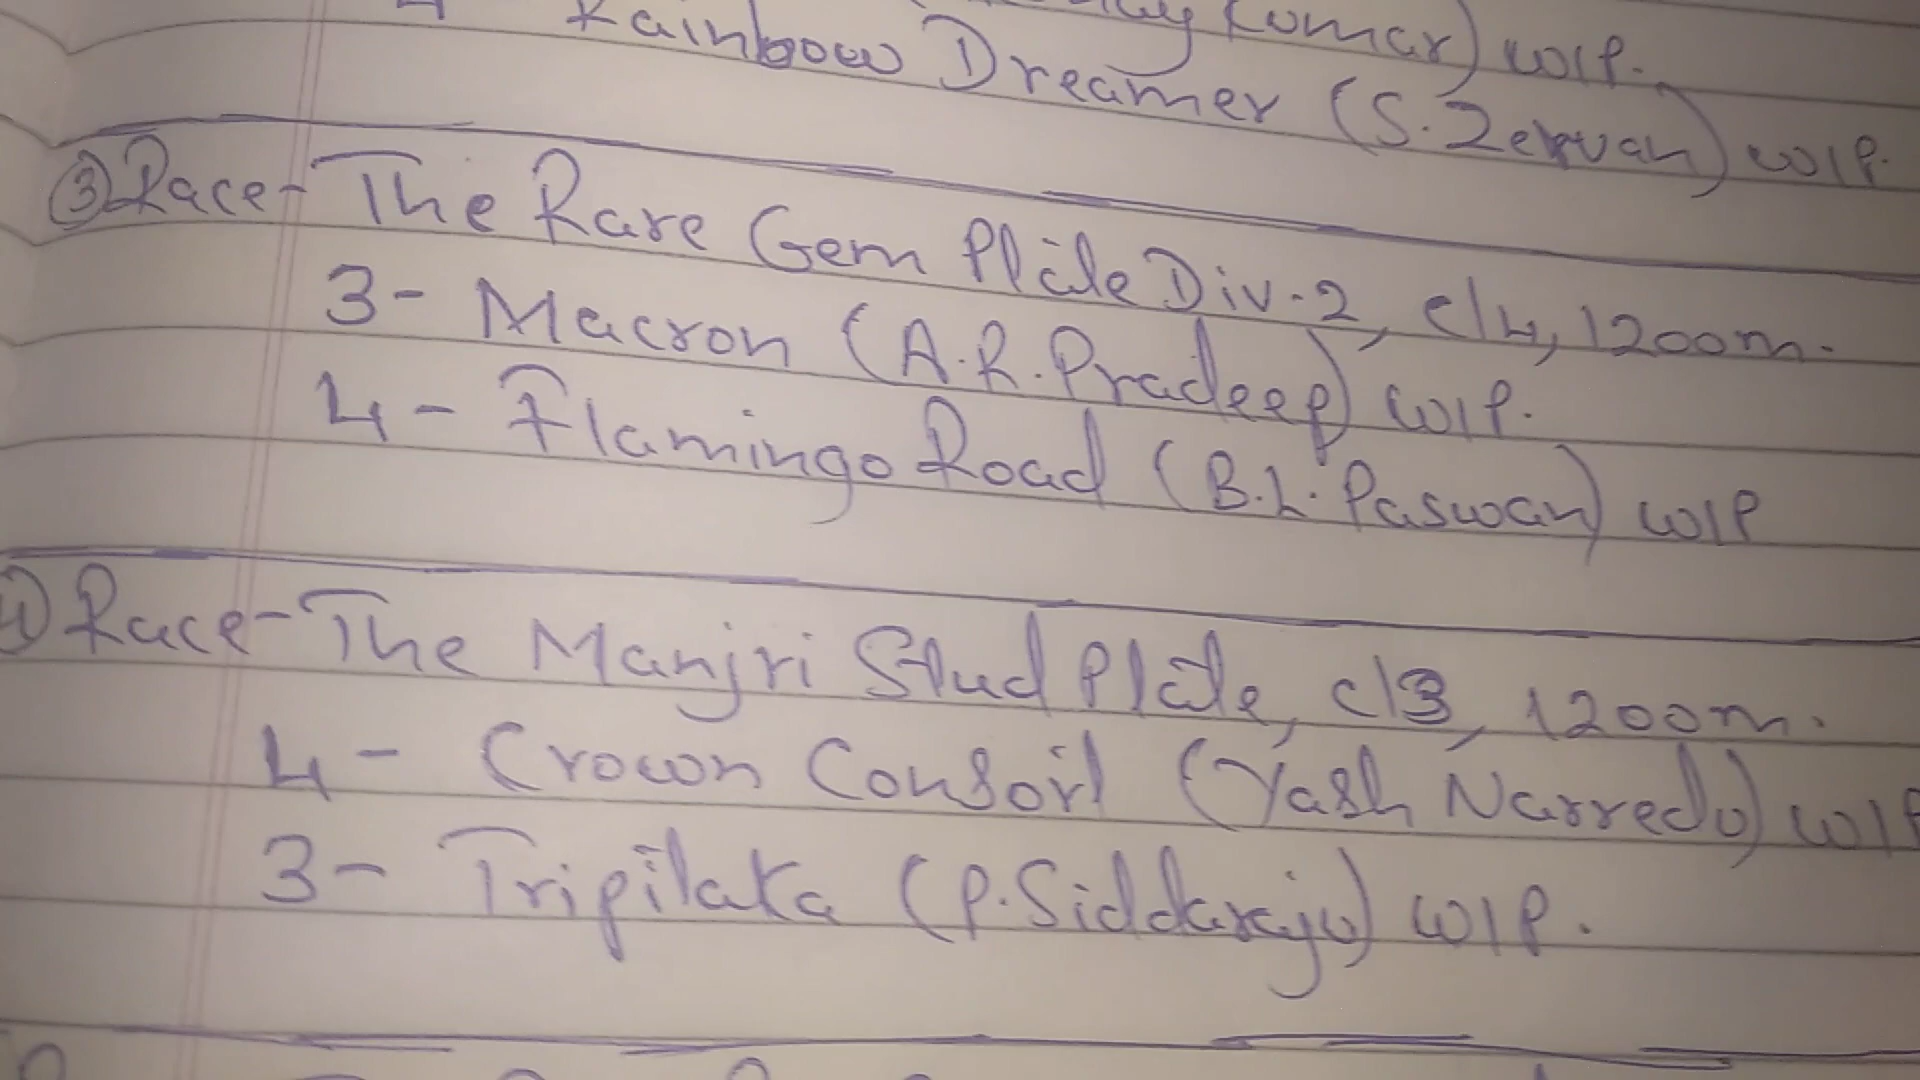 Kumar) W/P.
Rainbow Dreamer (S. Zervan) W/P.
③ Race - The Rare Gem Plate Div-2, C/4, 1200m.
3 - Macron (A.R. Pradeep) W/P.
4 - Flamingo Road (B.L. Paswan) W/P
4) Race - The Manjri Stud Plate, C/3, 1200m.
4 - Crown Consort (Yash Narredu) W/P
3 - Tripitaka (P. Siddaraju) W/P.